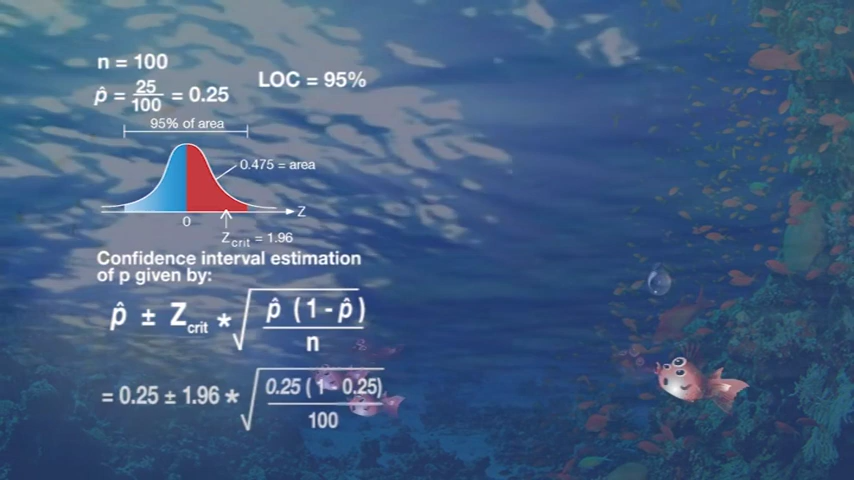 n = 100
LOC = 95%
p̂ = 25/100 = 0.25
95% of area
0.475 = area
Z
0
Zcrit = 1.96
Confidence interval estimation
of p given by:
p̂ ± Zcrit * √(p̂ (1 - p̂) / n)
= 0.25 ± 1.96 * √(0.25 (1 - 0.25) / 100)